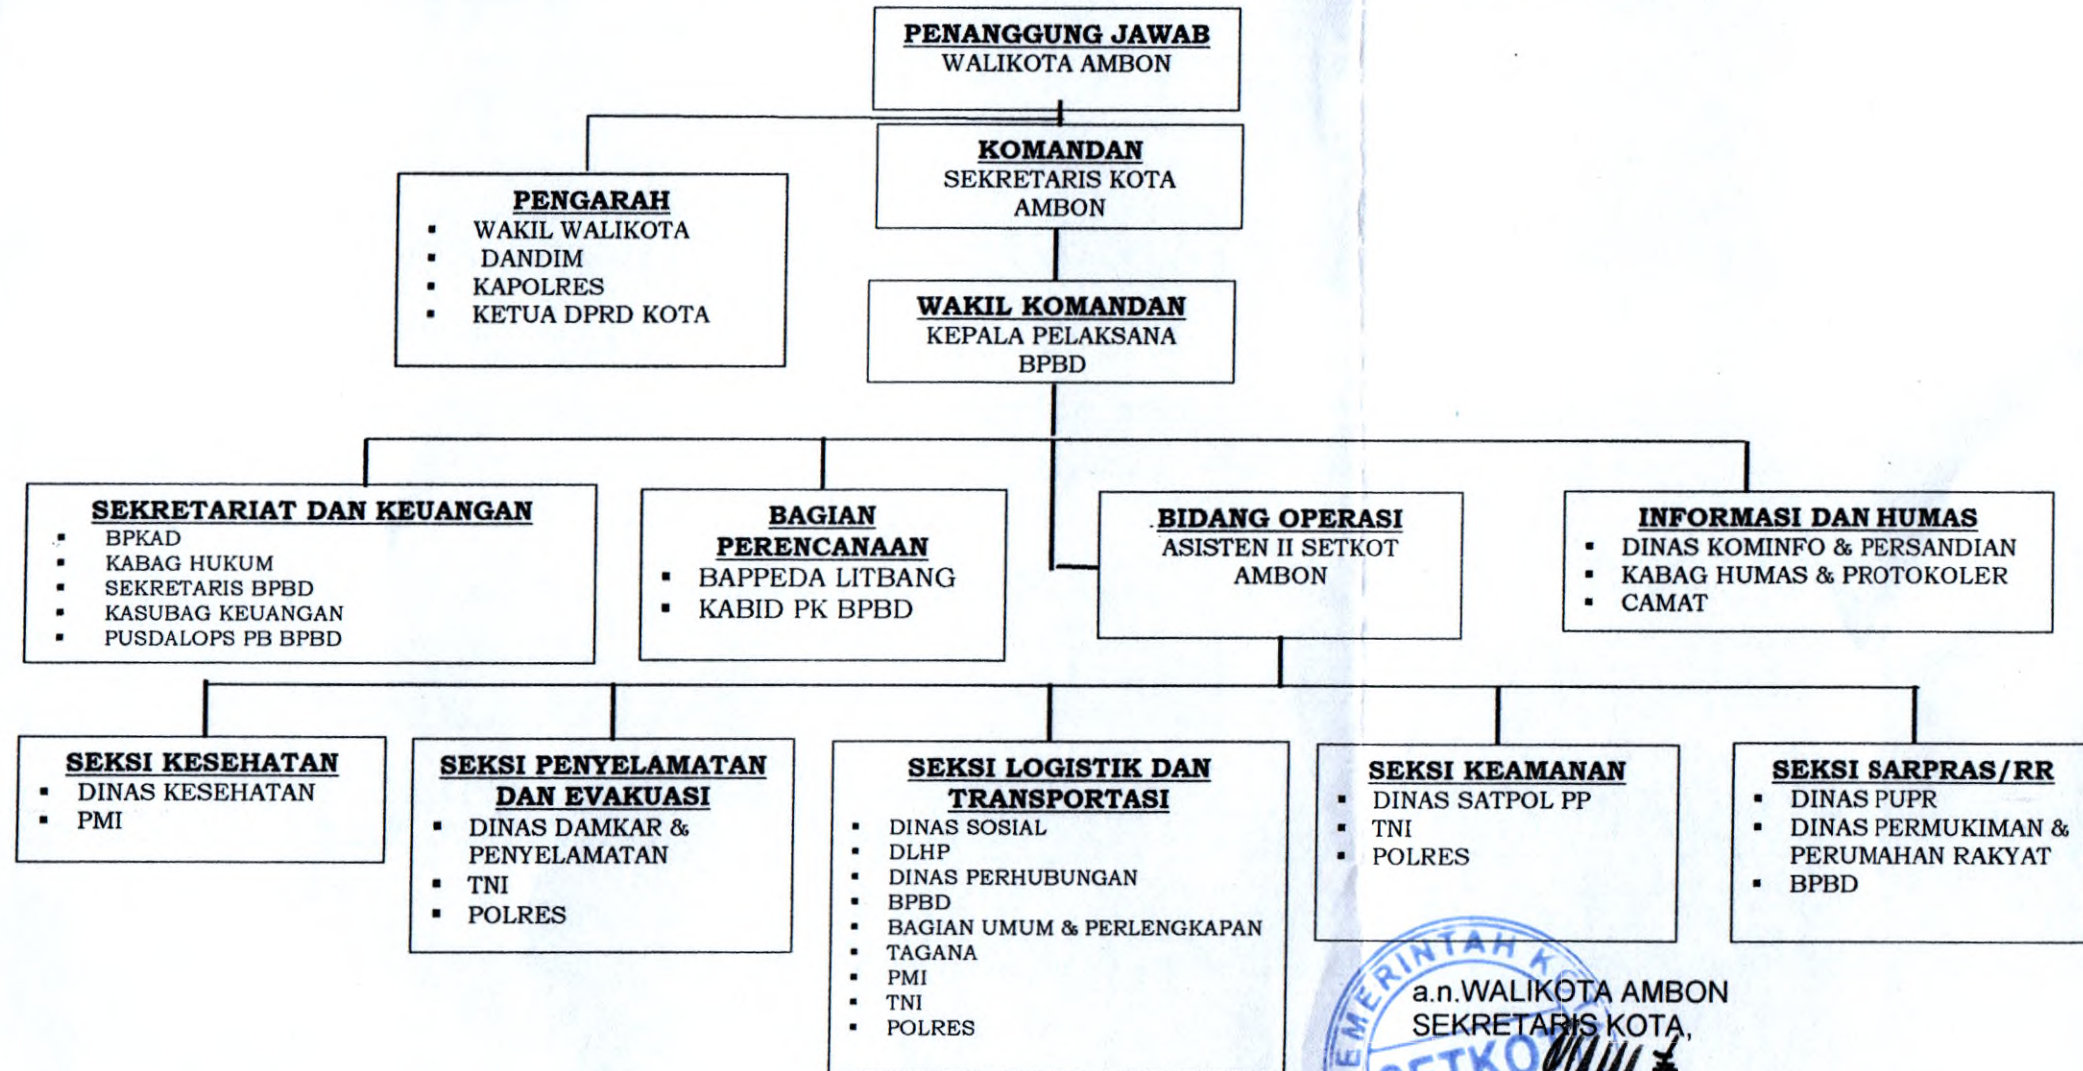 PENANGGUNG JAWAB
WALIKOTA AMBON
KOMANDAN
SEKRETARIS KOTA
AMBON
PENGARAH
▪ WAKIL WALIKOTA
▪ DANDIM
▪ KAPOLRES
▪ KETUA DPRD KOTA
WAKIL KOMANDAN
KEPALA PELAKSANA
BPBD
SEKRETARIAT DAN KEUANGAN
▪ BPKAD
▪ KABAG HUKUM
▪ SEKRETARIS BPBD
▪ KASUBAG KEUANGAN
▪ PUSDALOPS PB BPBD
BAGIAN
PERENCANAAN
▪ BAPPEDA LITBANG
▪ KABID PK BPBD
BIDANG OPERASI
ASISTEN II SETKOT
AMBON
INFORMASI DAN HUMAS
▪ DINAS KOMINFO & PERSANDIAN
▪ KABAG HUMAS & PROTOKOLER
▪ CAMAT
SEKSI KESEHATAN
▪ DINAS KESEHATAN
▪ PMI
SEKSI PENYELAMATAN
DAN EVAKUASI
▪ DINAS DAMKAR &
PENYELAMATAN
▪ TNI
▪ POLRES
SEKSI LOGISTIK DAN
TRANSPORTASI
▪ DINAS SOSIAL
▪ DLHP
▪ DINAS PERHUBUNGAN
▪ BPBD
▪ BAGIAN UMUM & PERLENGKAPAN
▪ TAGANA
▪ PMI
▪ TNI
▪ POLRES
SEKSI KEAMANAN
▪ DINAS SATPOL PP
▪ TNI
▪ POLRES
SEKSI SARPRAS/RR
▪ DINAS PUPR
▪ DINAS PERMUKIMAN &
PERUMAHAN RAKYAT
▪ BPBD
a.n.WALIKOTA AMBON
SEKRETARIS KOTA,